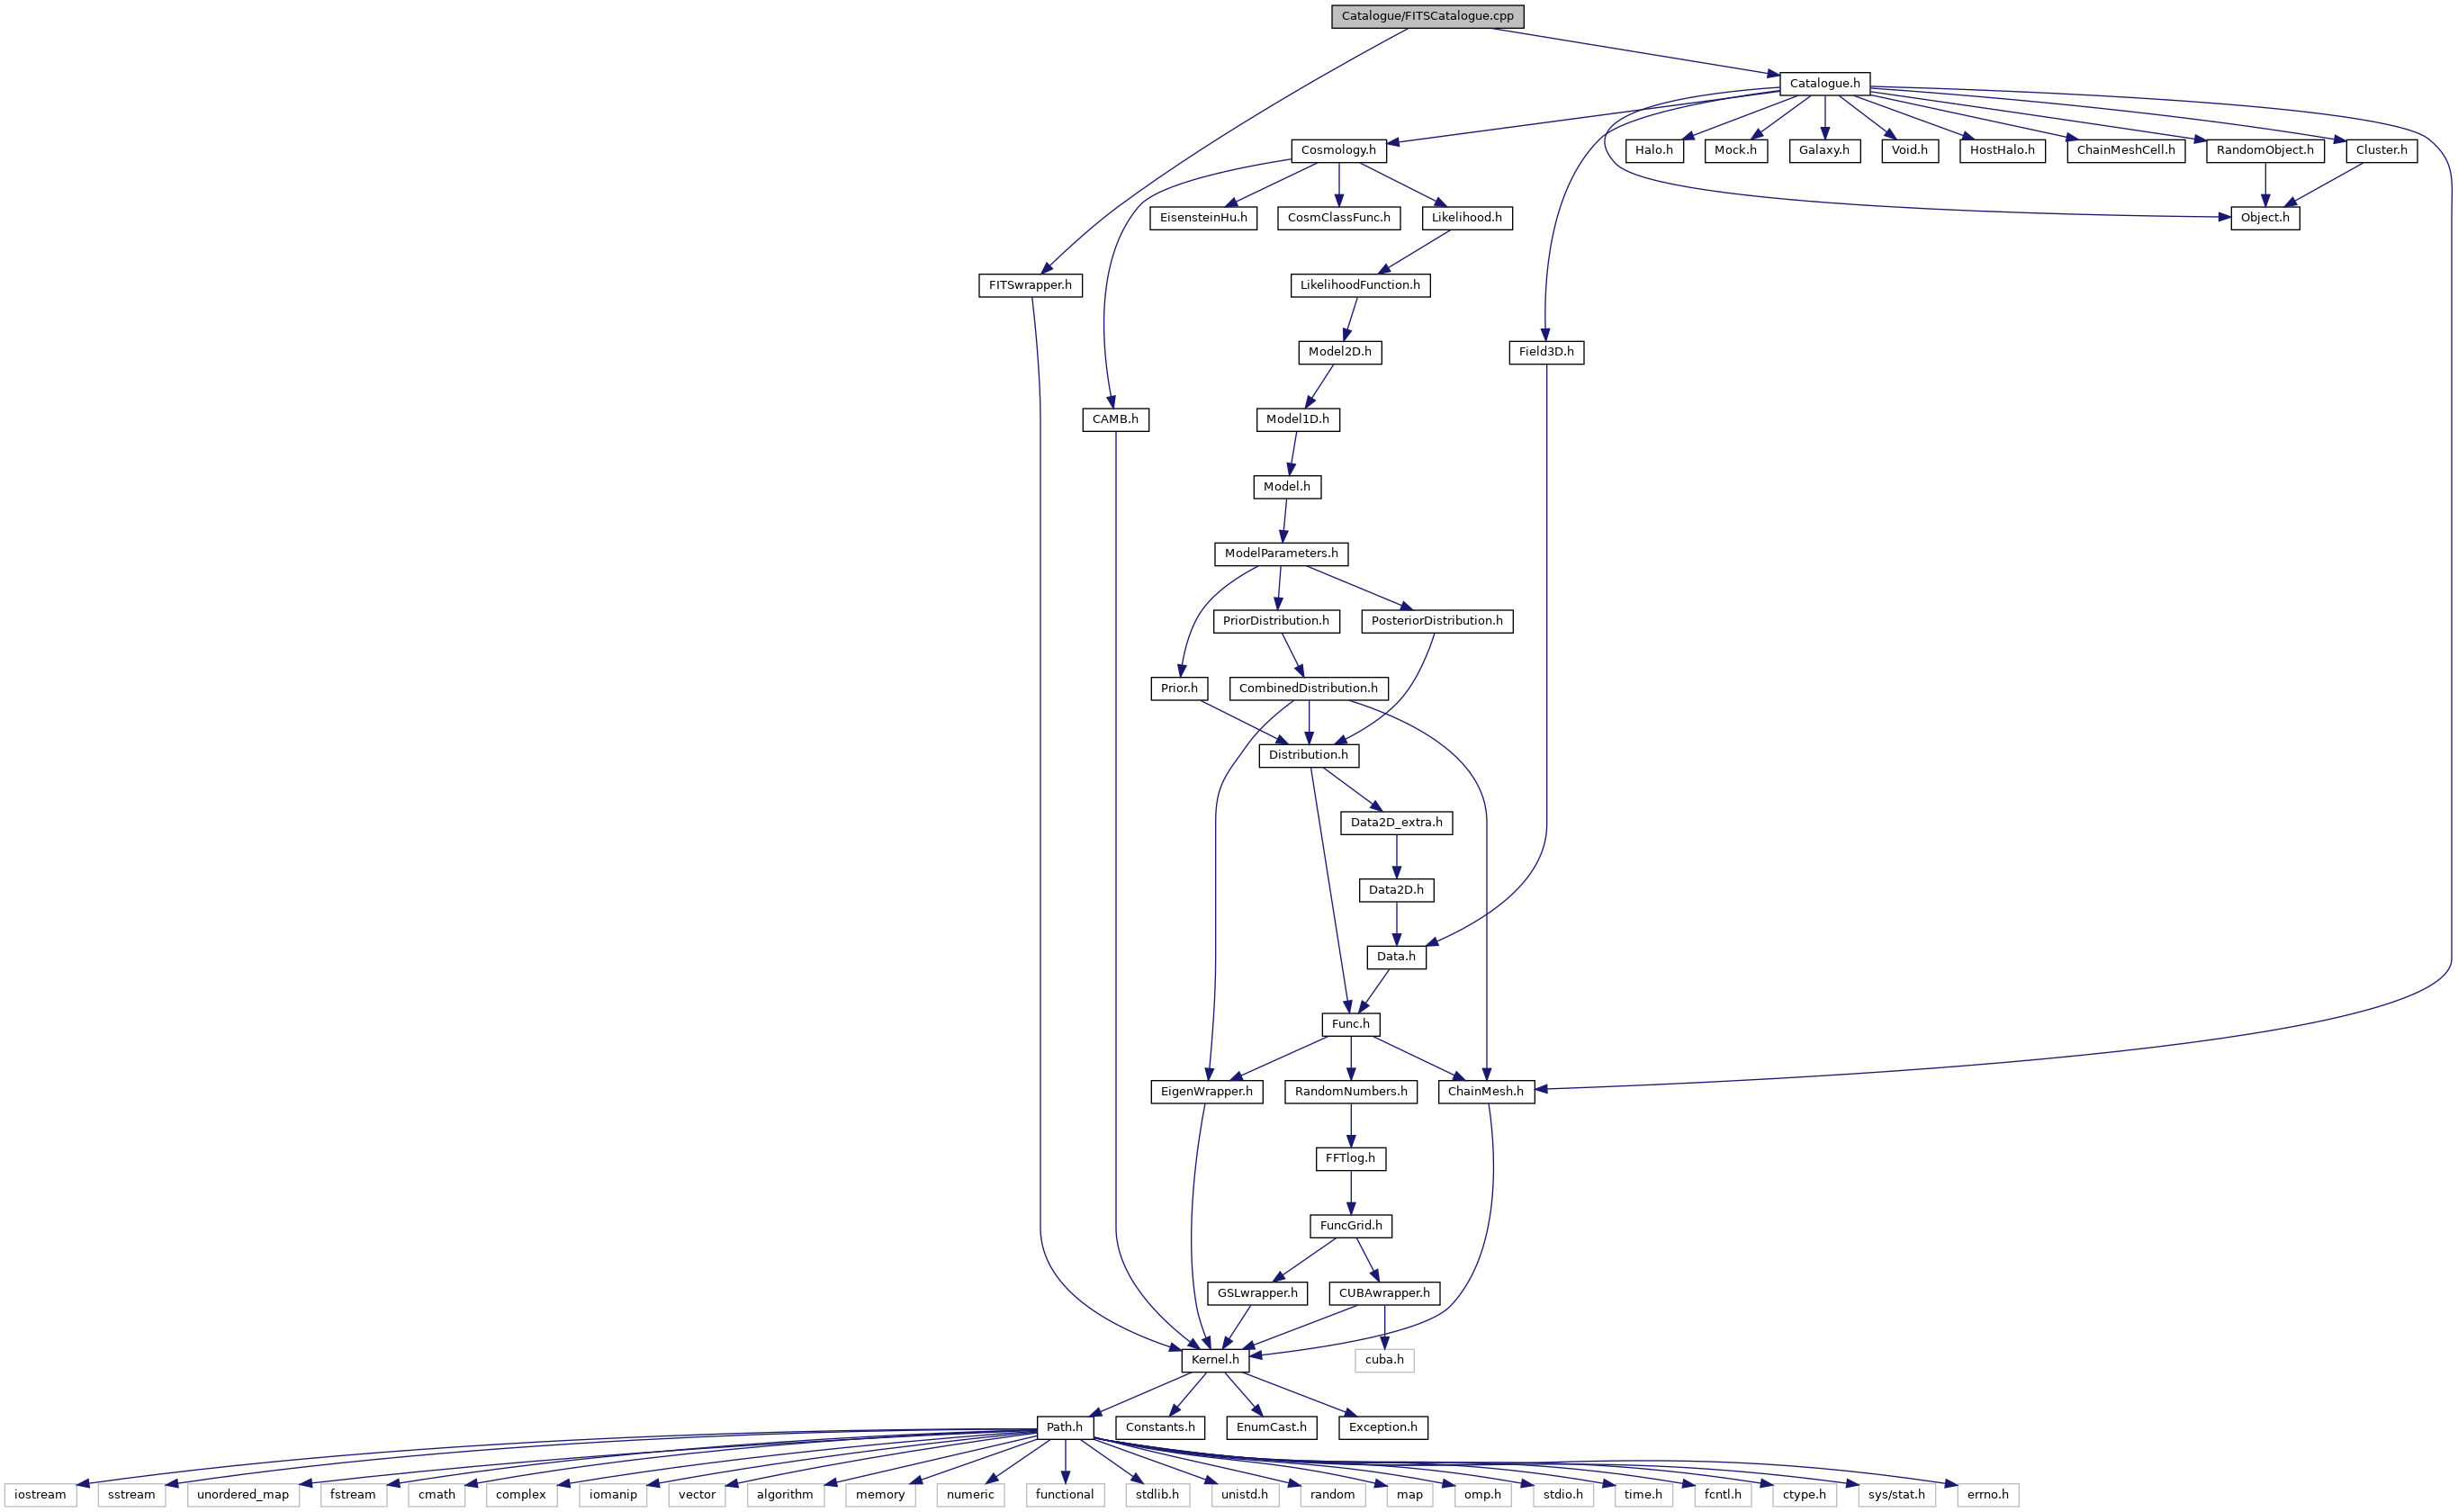 Catalogue/FITSCatalogue.cpp
Catalogue.h
Cosmology.h
Halo.h
Mock.h
Galaxy.h
Void.h
HostHalo.h
ChainMeshCell.h
RandomObject.h
Cluster.h
EisensteinHu.h
CosmClassFunc.h
Likelihood.h
Object.h
FITSwrapper.h
LikelihoodFunction.h
Model2D.h
Field3D.h
CAMB.h
Model1D.h
Model.h
ModelParameters.h
PriorDistribution.h
PosteriorDistribution.h
Prior.h
CombinedDistribution.h
Distribution.h
Data2D_extra.h
Data2D.h
Data.h
Func.h
EigenWrapper.h
RandomNumbers.h
ChainMesh.h
FFTlog.h
FuncGrid.h
GSLwrapper.h
CUBAwrapper.h
Kernel.h
cuba.h
Path.h
Constants.h
EnumCast.h
Exception.h
iostream
sstream
unordered_map
fstream
cmath
complex
iomanip
vector
algorithm
memory
numeric
functional
stdlib.h
unistd.h
random
map
omp.h
stdio.h
time.h
fcntl.h
ctype.h
sys/stat.h
errno.h